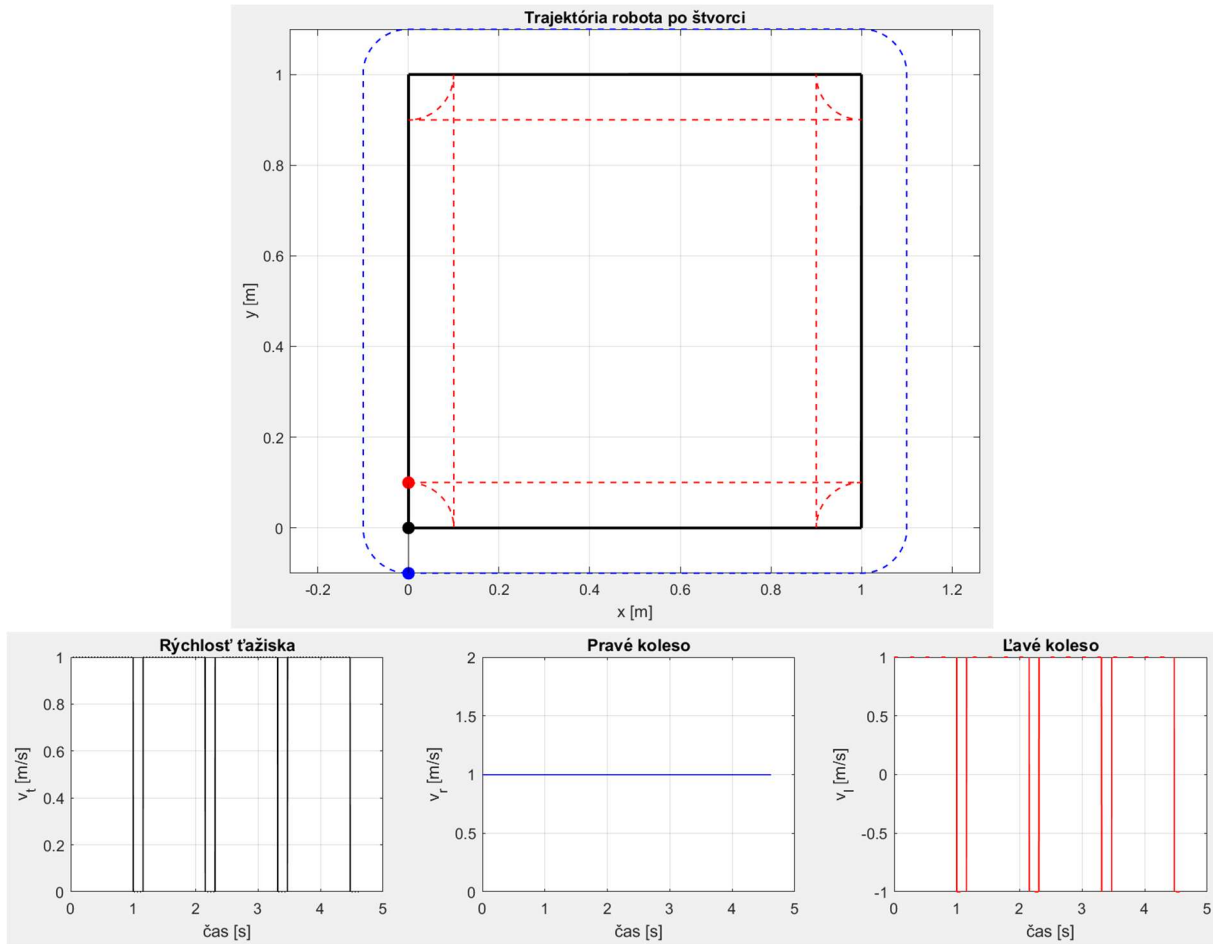 Trajektória robota po štvorci
1
0.8
0.6
0.4
0.2
0
y [m]
-0.2 0 0.2 0.4 0.6 0.8 1 1.2
x [m]
Rýchlosť ťažiska
1
0.8
0.6
0.4
0.2
0
v_t [m/s]
0 1 2 3 4 5
čas [s]
Pravé koleso
2
1.5
1
0.5
0
v_r [m/s]
0 1 2 3 4 5
čas [s]
Ľavé koleso
1
0.5
0
-0.5
-1
v_l [m/s]
0 1 2 3 4 5
čas [s]